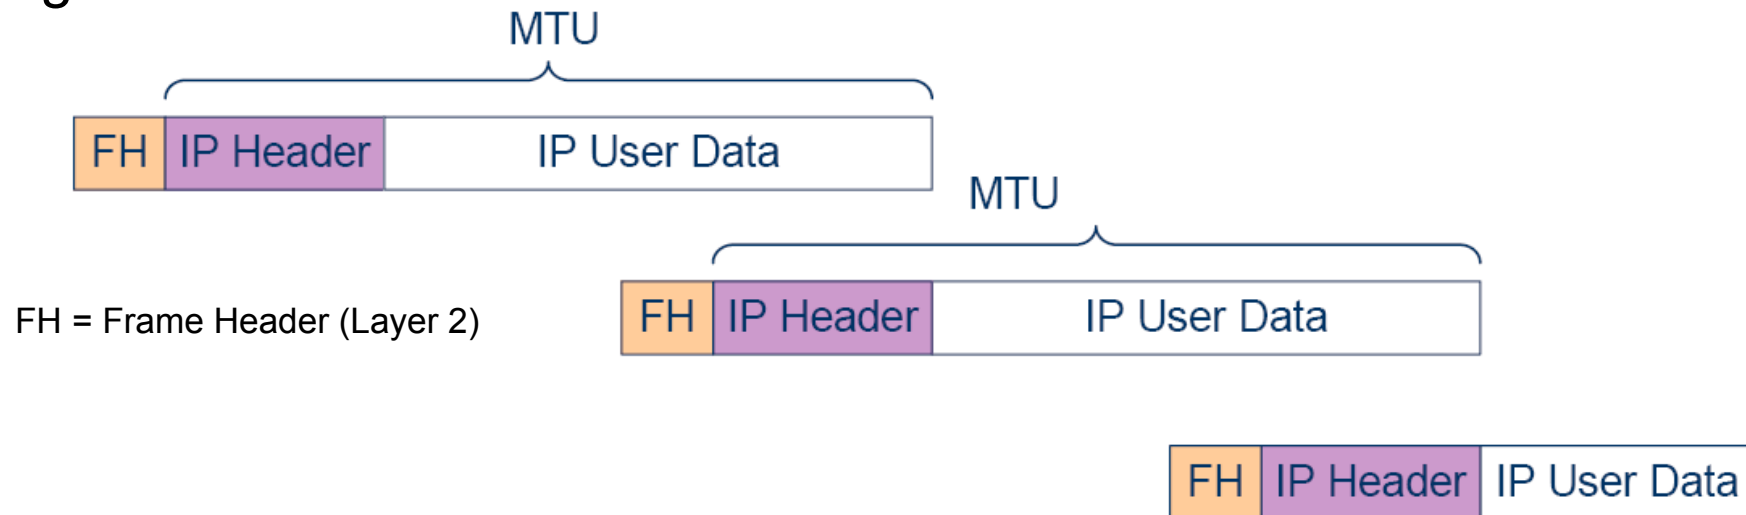 MTU
FH IP Header IP User Data
MTU
FH = Frame Header (Layer 2)
FH IP Header IP User Data
FH IP Header IP User Data